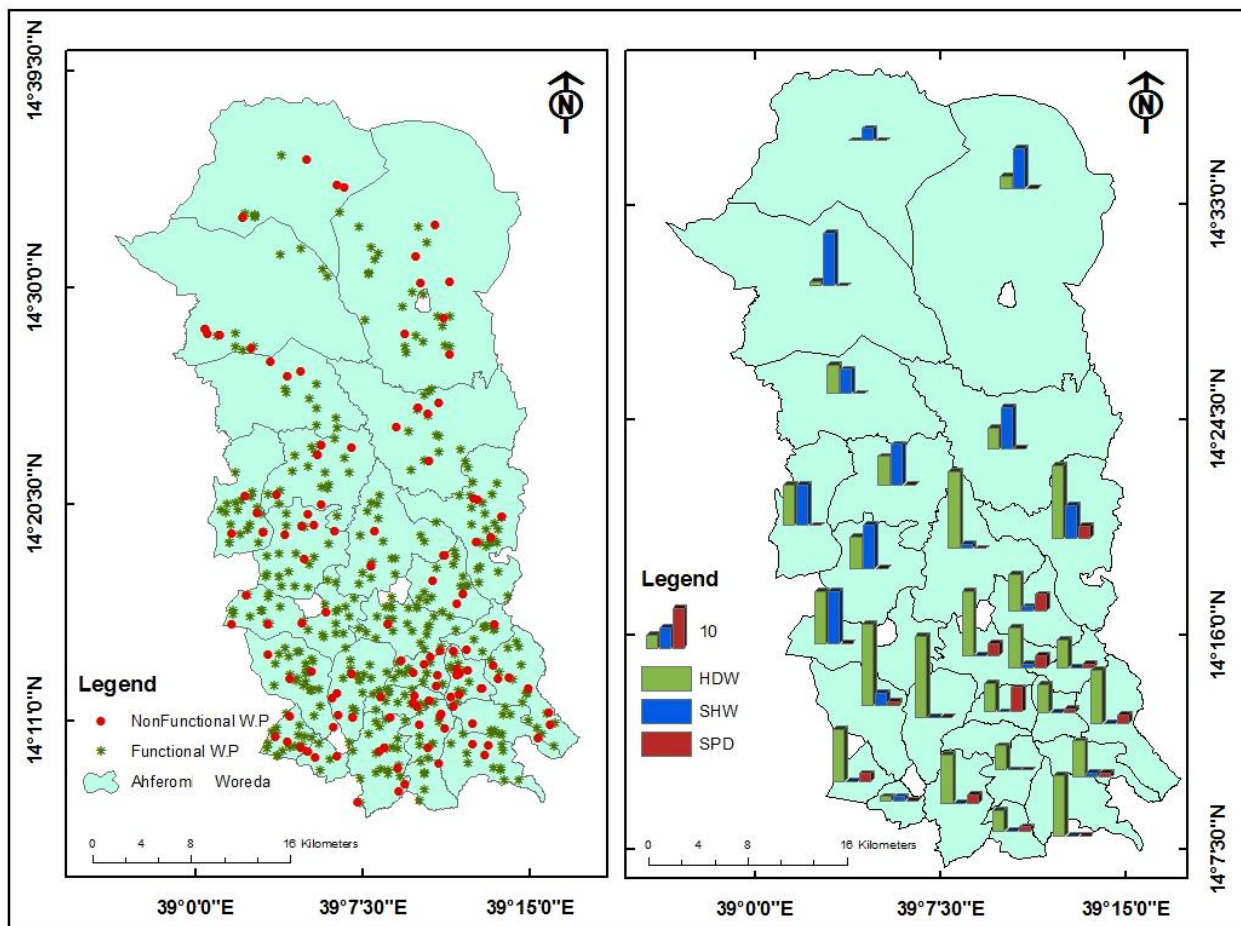 14°39'30"N
14°30'0"N
14°20'30"N
14°11'0"N
N
Legend
NonFunctional W.P
Functional W.P
Ahferom Woreda
0 4 8 16 Kilometers
39°0'0"E 39°7'30"E 39°15'0"E
N
14°33'30"N
14°24'30"N
14°16'0"N
14°7'30"N
Legend
10
HDW
SHW
SPD
0 4 8 16 Kilometers
39°0'0"E 39°7'30"E 39°15'0"E